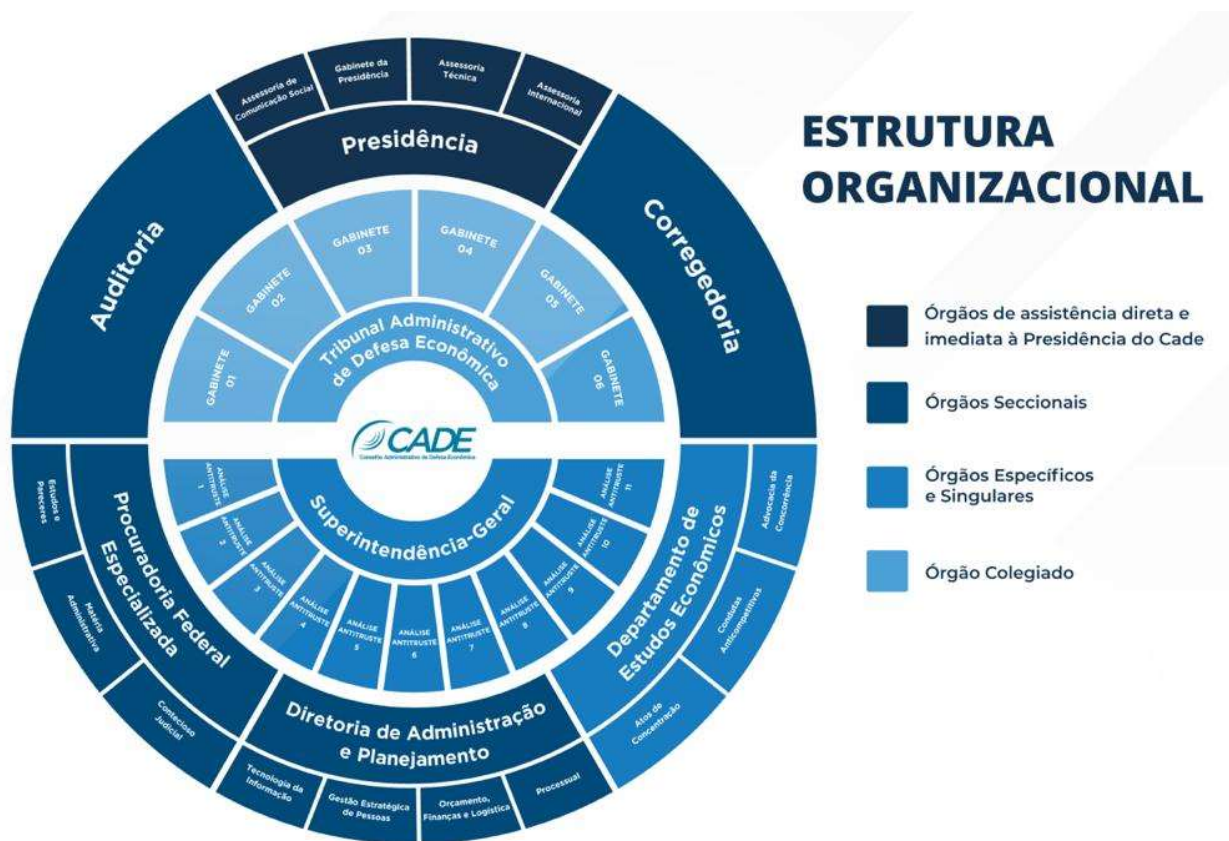 ESTRUTURA
ORGANIZACIONAL
Órgãos de assistência direta e
imediata à Presidência do Cade
Órgãos Seccionais
Órgãos Específicos
e Singulares
Órgão Colegiado
Assessoria de
Comunicação Social
Gabinete da
Presidência
Assessoria
Técnica
Assessoria
Internacional
Presidência
Auditoria
Corregedoria
GABINETE
01
GABINETE
02
GABINETE
03
GABINETE
04
GABINETE
05
GABINETE
06
Tribunal Administrativo
de Defesa Econômica
CADE
Conselho Administrativo de Defesa Econômica
Superintendência-Geral
ANÁLISE
ANTITRUSTE
1
ANÁLISE
ANTITRUSTE
2
ANÁLISE
ANTITRUSTE
3
ANÁLISE
ANTITRUSTE
4
ANÁLISE
ANTITRUSTE
5
ANÁLISE
ANTITRUSTE
6
ANÁLISE
ANTITRUSTE
7
ANÁLISE
ANTITRUSTE
8
ANÁLISE
ANTITRUSTE
9
ANÁLISE
ANTITRUSTE
10
ANÁLISE
ANTITRUSTE
11
Procuradoria Federal
Especializada
Estudos e
Pareceres
Matéria
Administrativa
Contecioso
Judicial
Diretoria de Administração
e Planejamento
Tecnologia da
Informação
Gestão Estratégica
de Pessoas
Orçamento,
Finanças e Logística
Processual
Departamento de
Estudos Econômicos
Advocacia da
Concorrência
Condutas
Anticompetitivas
Atos de
Concentração